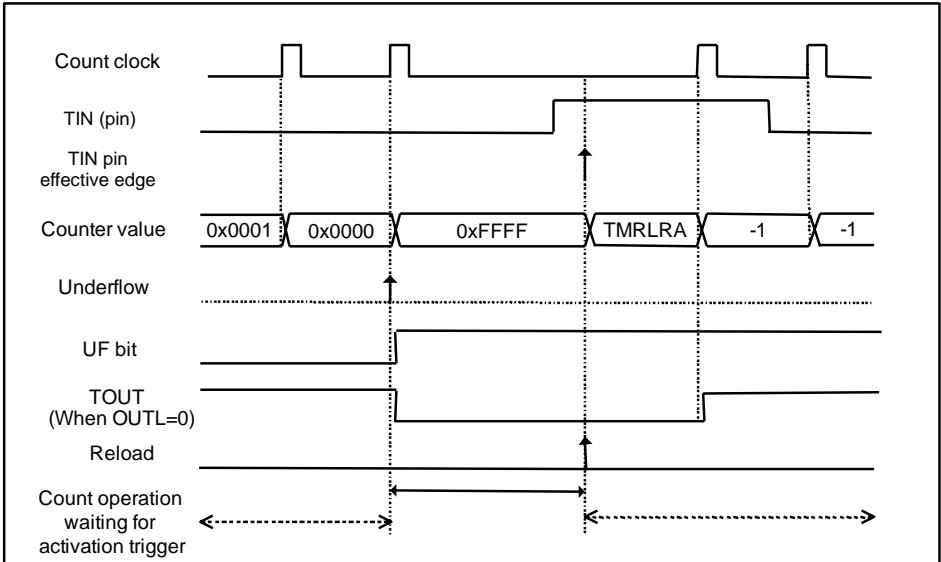 Count clock
TIN (pin)
TIN pin
effective edge
Counter value
0x0001
0x0000
0xFFFF
TMRLRA
-1
-1
Underflow
UF bit
TOUT
(When OUTL=0)
Reload
Count operation
waiting for
activation trigger